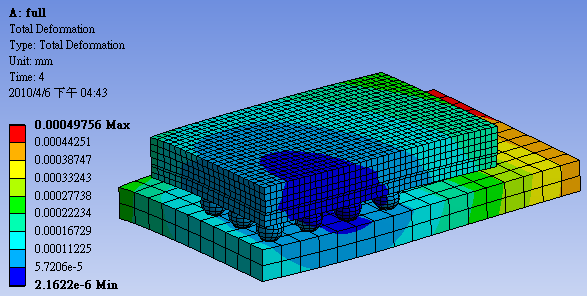 A: full
Total Deformation
Type: Total Deformation
Unit: mm
Time: 4
2010/4/6 下午 04:43
0.00049756 Max
0.00044251
0.00038747
0.00033243
0.00027738
0.00022234
0.00016729
0.00011225
5.7206e-5
2.1622e-6 Min